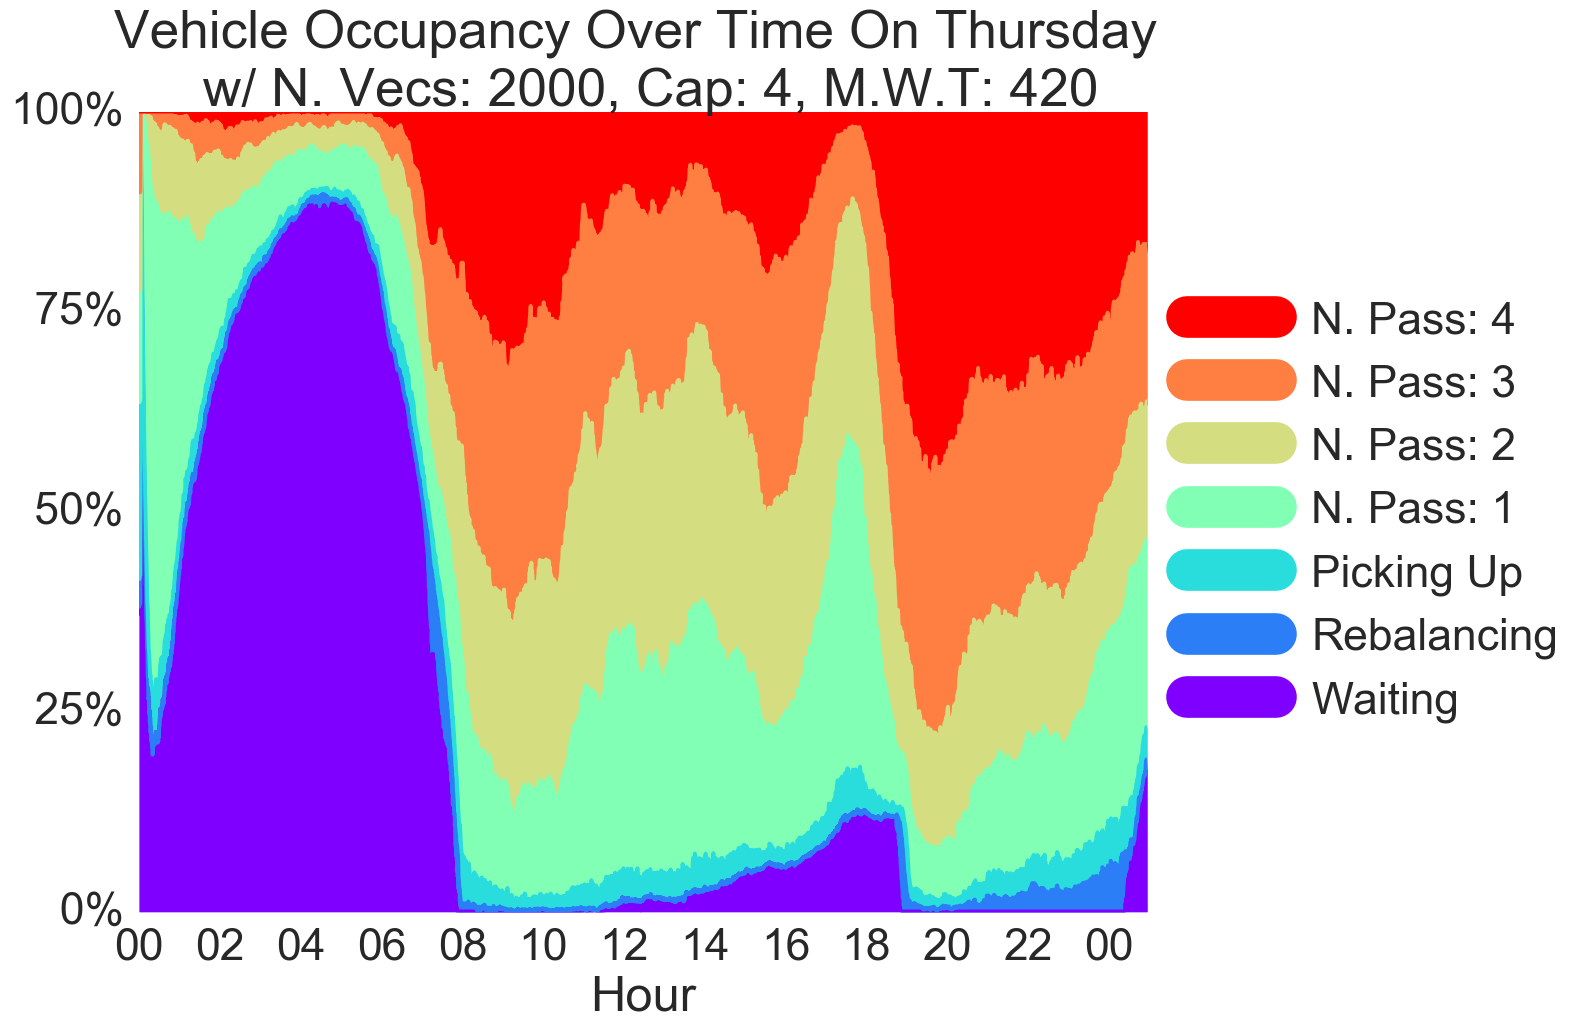 Vehicle Occupancy Over Time On Thursday
w/ N. Vecs: 2000, Cap: 4, M.W.T: 420
100%
75%
50%
25%
0%
00 02 04 06 08 10 12 14 16 18 20 22 00
Hour
N. Pass: 4
N. Pass: 3
N. Pass: 2
N. Pass: 1
Picking Up
Rebalancing
Waiting